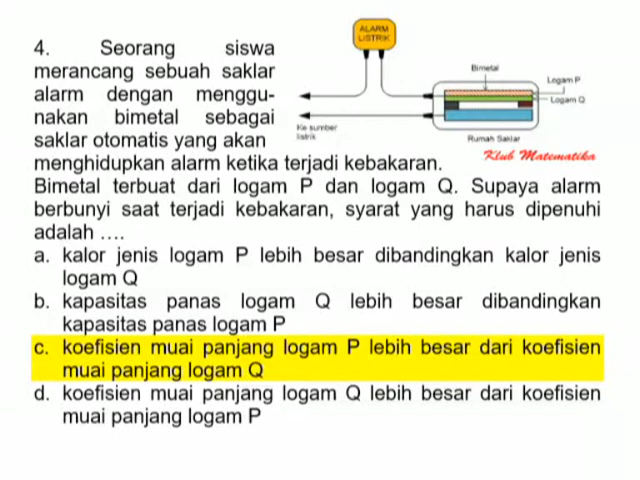 ALARM
LISTRIK
4. Seorang siswa
merancang sebuah saklar
alarm dengan menggu-
nakan bimetal sebagai
saklar otomatis yang akan
Bimetal
Logam P
Logam Q
Ke sumber
listrik
Rumah Saklar
Klub Matematika
menghidupkan alarm ketika terjadi kebakaran.
Bimetal terbuat dari logam P dan logam Q. Supaya alarm
berbunyi saat terjadi kebakaran, syarat yang harus dipenuhi
adalah ....
a. kalor jenis logam P lebih besar dibandingkan kalor jenis
logam Q
b. kapasitas panas logam Q lebih besar dibandingkan
kapasitas panas logam P
c. koefisien muai panjang logam P lebih besar dari koefisien
muai panjang logam Q
d. koefisien muai panjang logam Q lebih besar dari koefisien
muai panjang logam P